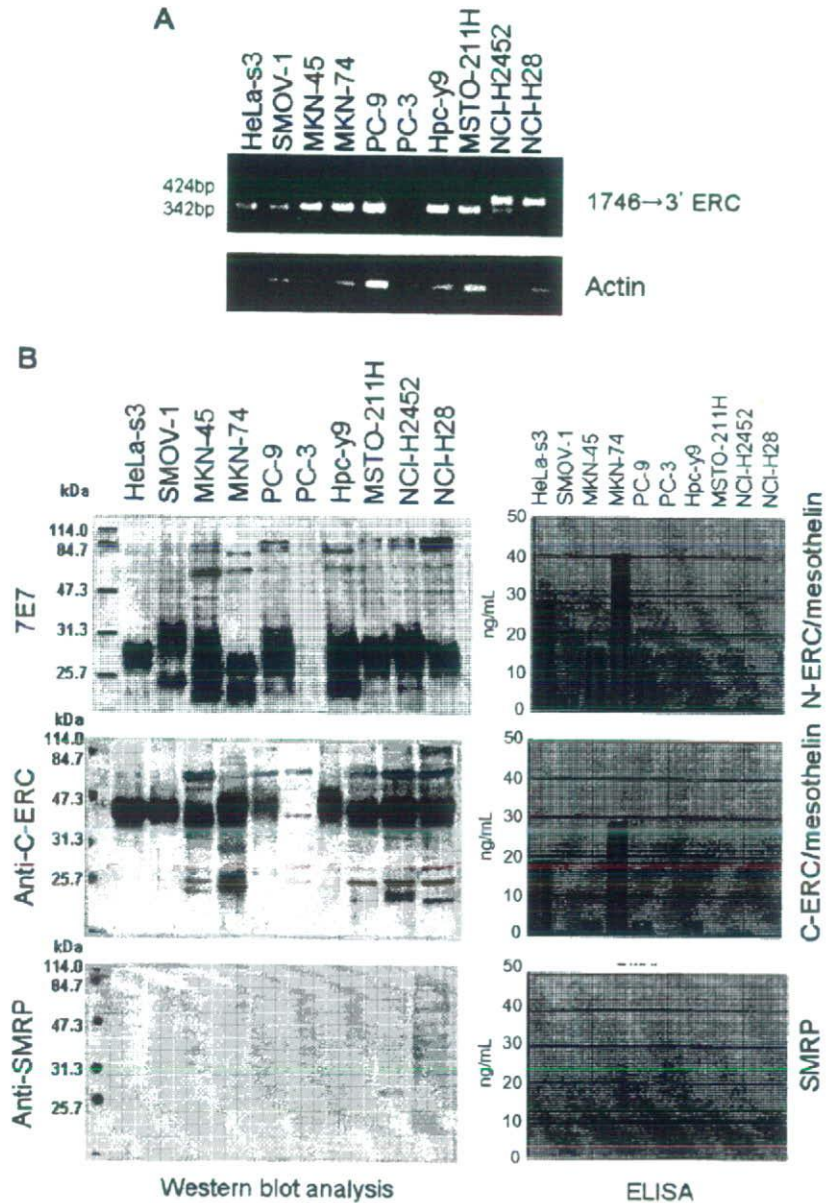 A
HeLa-s3
SMOV-1
MKN-45
MKN-74
PC-9
PC-3
Hpc-y9
MSTO-211H
NCI-H2452
NCI-H28
424bp
342bp
1746→3' ERC
Actin
B
HeLa-s3
SMOV-1
MKN-45
MKN-74
PC-9
PC-3
Hpc-y9
MSTO-211H
NCI-H2452
NCI-H28
kDa
114.0
84.7
47.3
31.3
25.7
7E7
HeLa-s3
SMOV-1
MKN-45
MKN-74
PC-9
PC-3
Hpc-y9
MSTO-211H
NCI-H2452
NCI-H28
50
40
30
20
10
0
ng/mL
N-ERC/mesothelin
kDa
114.0
84.7
47.3
31.3
25.7
Anti-C-ERC
50
40
30
20
10
0
ng/mL
C-ERC/mesothelin
kDa
114.0
84.7
47.3
31.3
25.7
Anti-SMRP
50
40
30
20
10
0
ng/mL
SMRP
Western blot analysis
ELISA